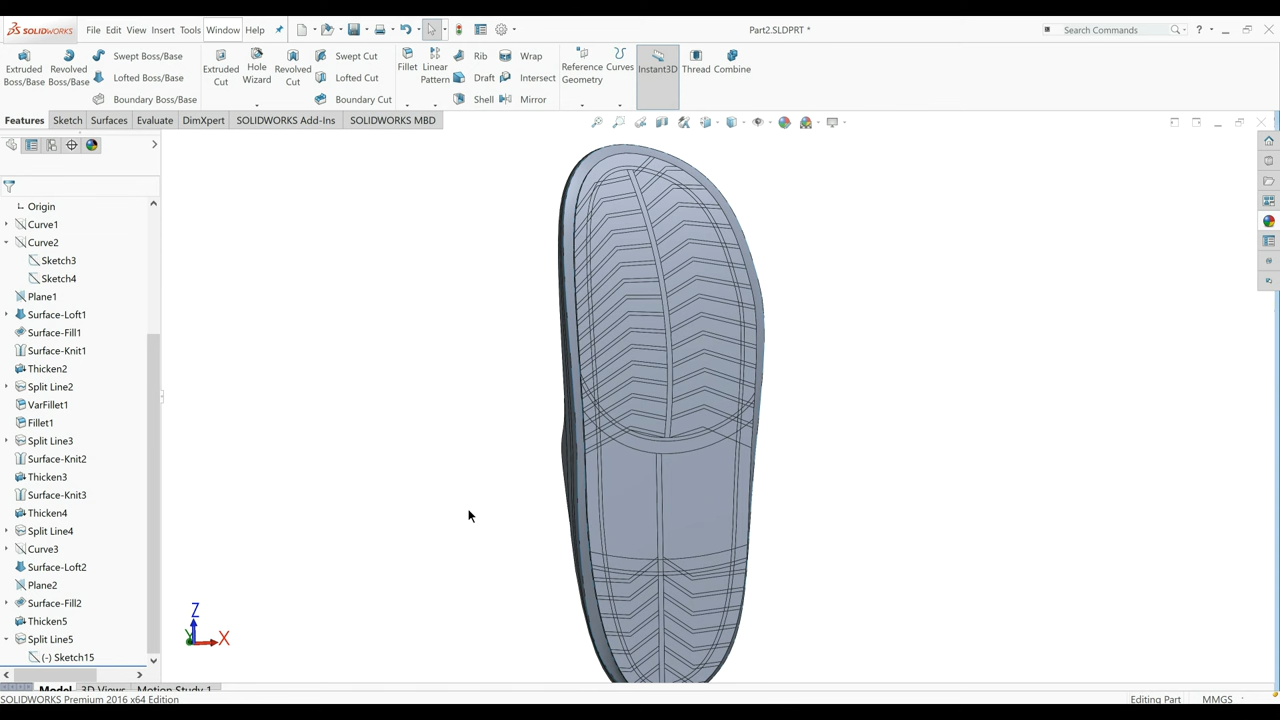 SOLIDWORKS File Edit View Insert Tools Window Help Part2.SLDPRT * Search Commands ?
Extruded Boss/Base
Revolved Boss/Base
Swept Boss/Base
Lofted Boss/Base
Boundary Boss/Base
Extruded Cut
Hole Wizard
Revolved Cut
Swept Cut
Lofted Cut
Boundary Cut
Fillet
Linear Pattern
Rib
Draft
Shell
Wrap
Intersect
Mirror
Reference Geometry
Curves
Instant3D
Thread
Combine
Features Sketch Surfaces Evaluate DimXpert SOLIDWORKS Add-Ins SOLIDWORKS MBD
Origin
Curve1
Curve2
Sketch3
Sketch4
Plane1
Surface-Loft1
Surface-Fill1
Surface-Knit1
Thicken2
Split Line2
VarFillet1
Fillet1
Split Line3
Surface-Knit2
Thicken3
Surface-Knit3
Thicken4
Split Line4
Curve3
Surface-Loft2
Plane2
Surface-Fill2
Thicken5
Split Line5
(-) Sketch15
Z
Y
X
Model 3D Views Motion Study 1
SOLIDWORKS Premium 2016 x64 Edition Editing Part MMGS